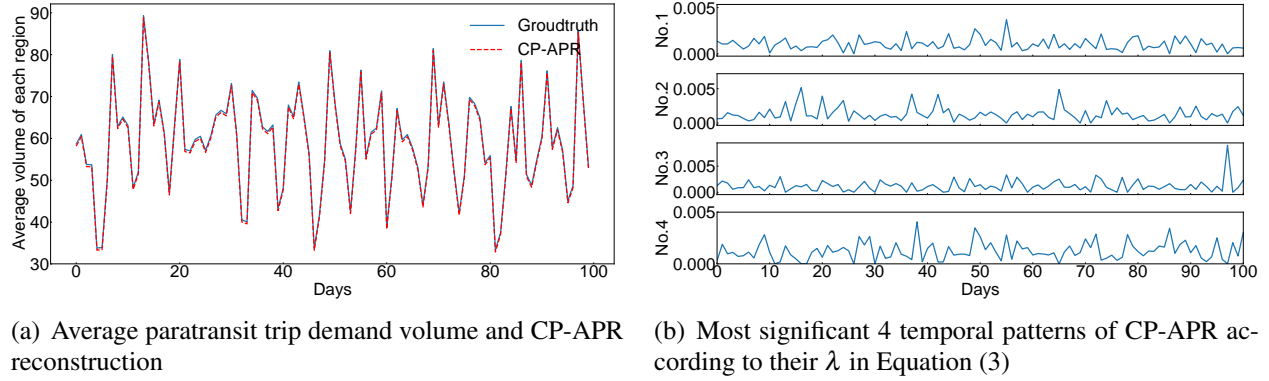 Average volume of each region
90
80
70
60
50
40
30
0
20
40
60
80
100
Days
Groudtruth
CP-APR
No.1
0.005
0.000
No.2
0.005
0.000
No.3
0.005
0.000
No.4
0.005
0.000
0
10
20
30
40
50
60
70
80
90
100
Days
(a) Average paratransit trip demand volume and CP-APR
reconstruction
(b) Most significant 4 temporal patterns of CP-APR ac-
cording to their λ in Equation (3)